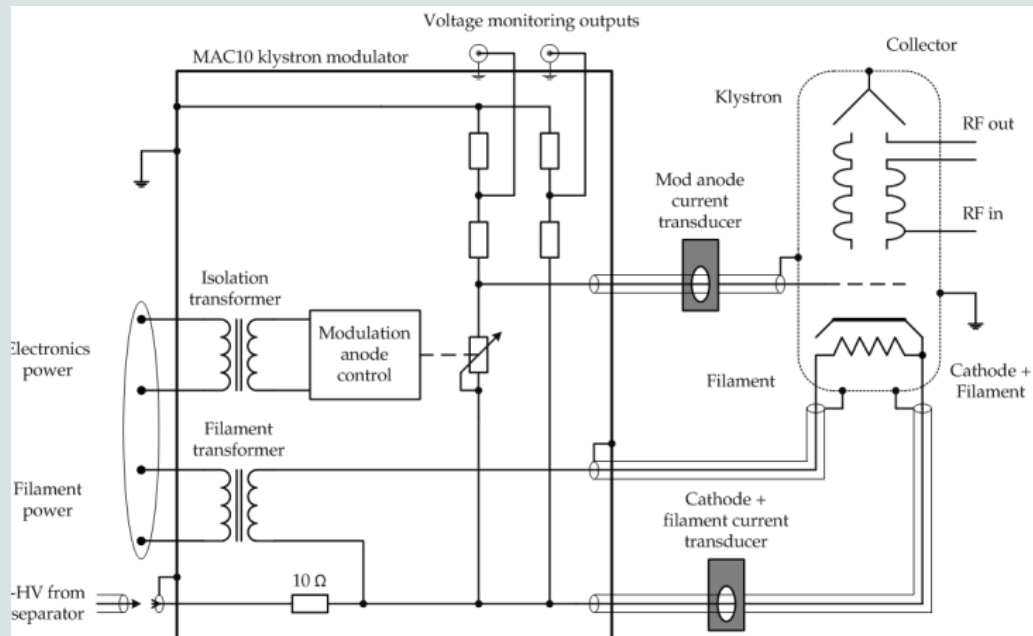 Voltage monitoring outputs
MAC10 klystron modulator
Collector
Klystron
RF out
Mod anode
current
transducer
RF in
Isolation
transformer
Modulation
anode
control
Electronics
power
Filament
Cathode +
Filament
Filament
transformer
Filament
power
Cathode +
filament current
transducer
10 Ω
-HV from
separator